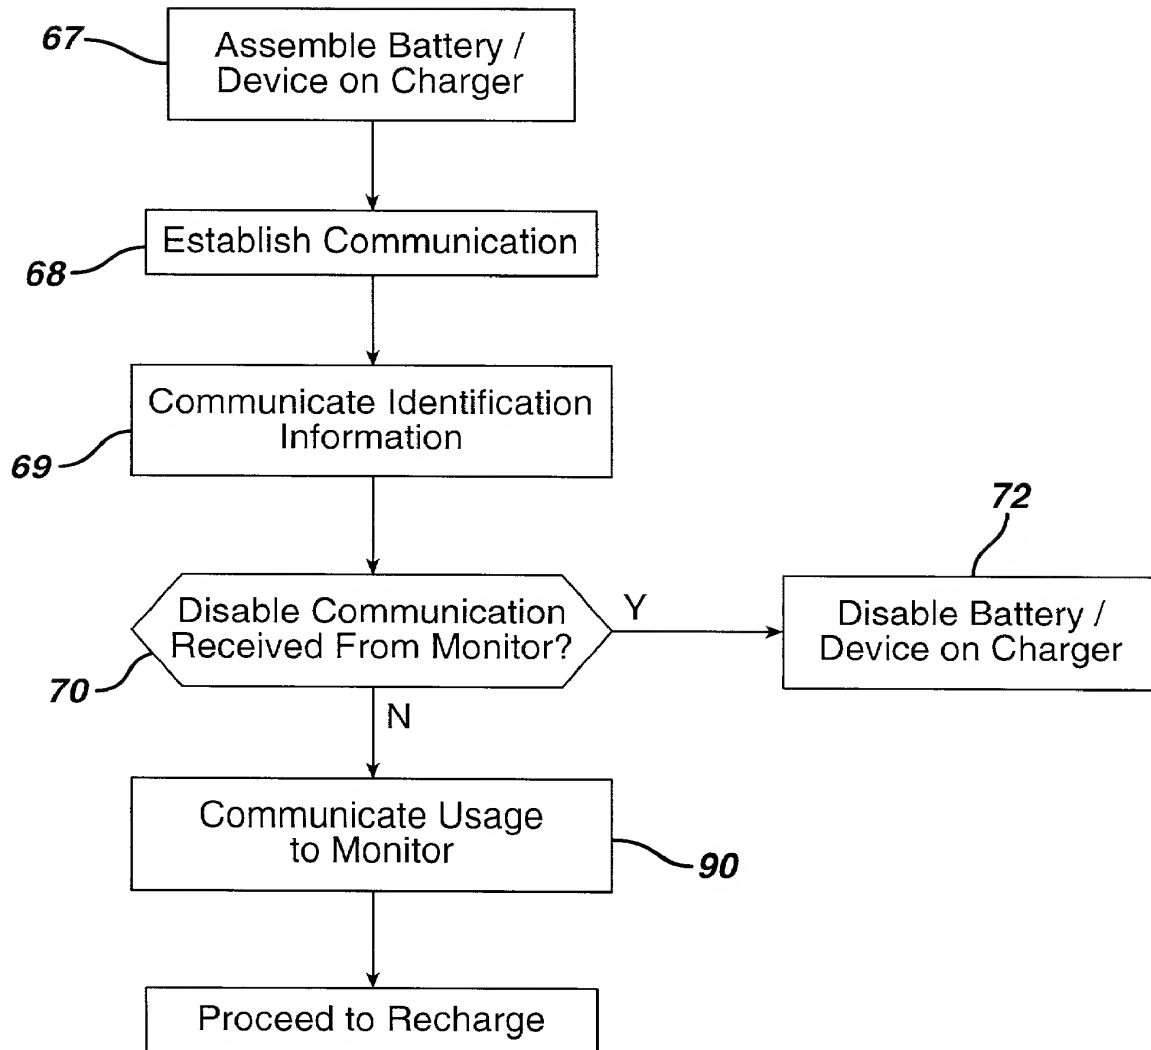 67
Assemble Battery /
Device on Charger
Establish Communication
68
Communicate Identification
Information
69
72
Disable Communication
Received From Monitor?
Y
Disable Battery /
Device on Charger
70
N
Communicate Usage
to Monitor
90
Proceed to Recharge